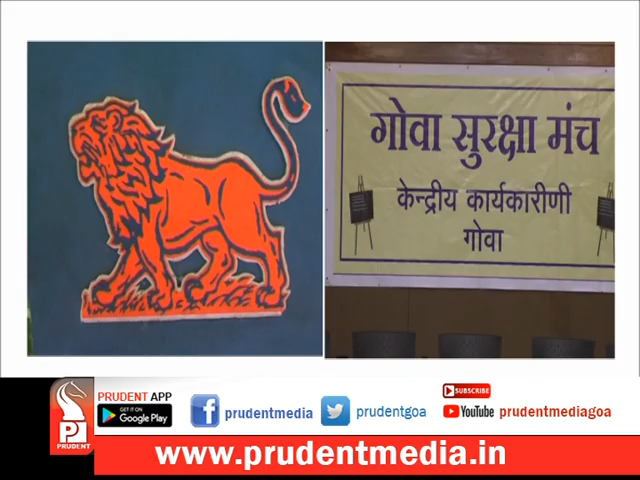 गोवा सुरक्षा मंच
केन्द्रीय कार्यकारीणी
गोवा
PRUDENT
PRUDENT APP
GET IT ON
Google Play
prudentmedia
prudentgoa
SUBSCRIBE
YouTube prudentmediagoa
www.prudentmedia.in